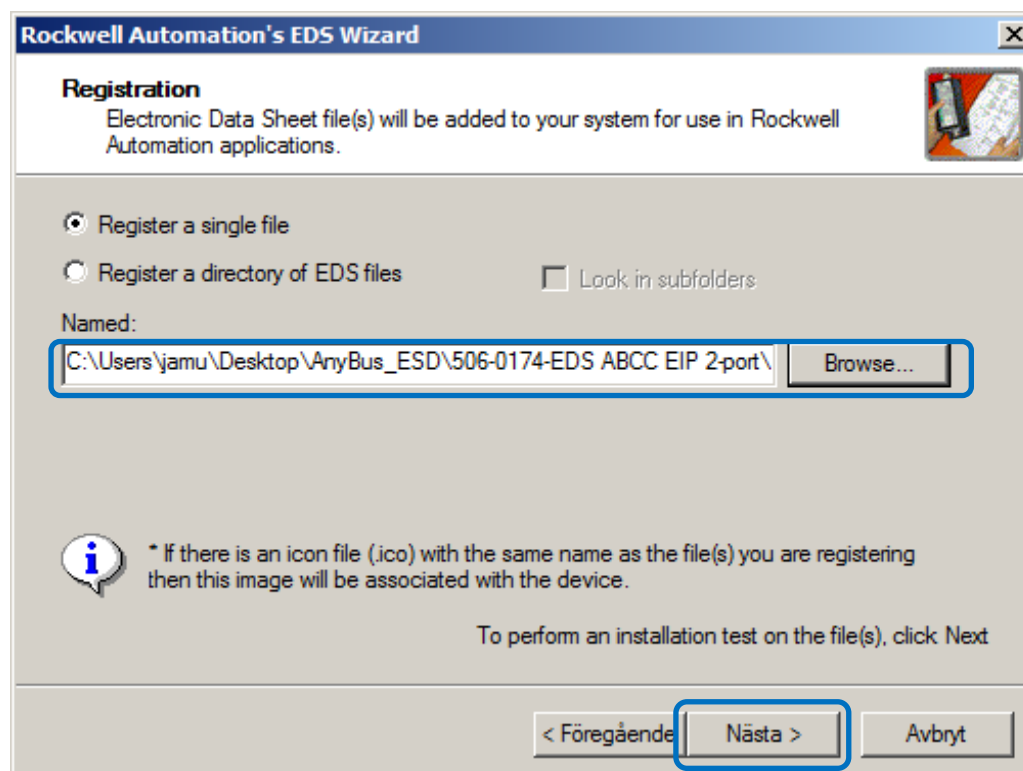 Rockwell Automation's EDS Wizard
Registration
Electronic Data Sheet file(s) will be added to your system for use in Rockwell
Automation applications.
Register a single file
Register a directory of EDS files
Look in subfolders
Named:
C:\Users\jamu\Desktop\AnyBus_ESD\506-0174-EDS ABCC EIP 2-port\
Browse...
* If there is an icon file (.ico) with the same name as the file(s) you are registering
then this image will be associated with the device.
To perform an installation test on the file(s), click Next
< Föregående
Nästa >
Avbryt